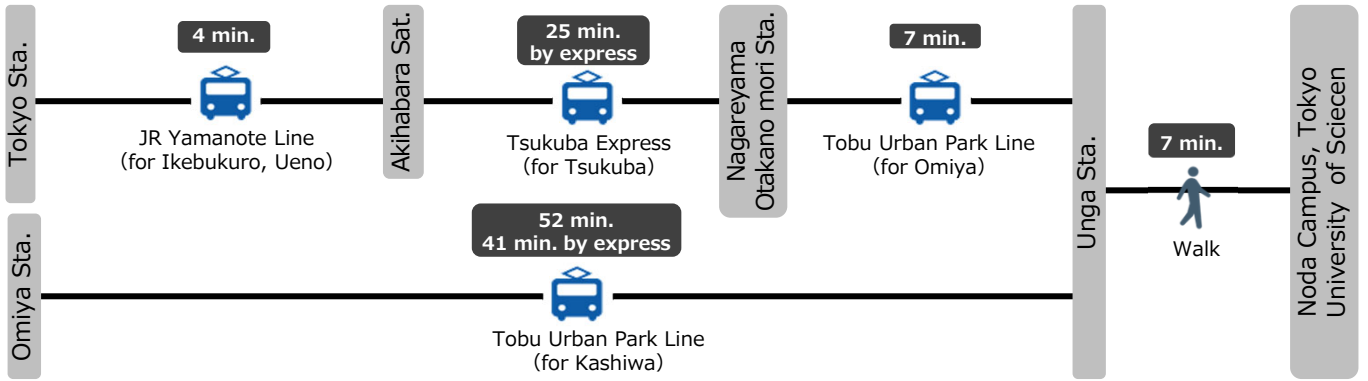 Tokyo Sta.
4 min.
JR Yamanote Line
(for Ikebukuro, Ueno)
Akihabara Sat.
25 min.
by express
Tsukuba Express
(for Tsukuba)
Nagareyama
Otakano mori Sta.
7 min.
Tobu Urban Park Line
(for Omiya)
Omiya Sta.
52 min.
41 min. by express
Tobu Urban Park Line
(for Kashiwa)
Unga Sta.
7 min.
Walk
Noda Campus, Tokyo
University of Sciecen